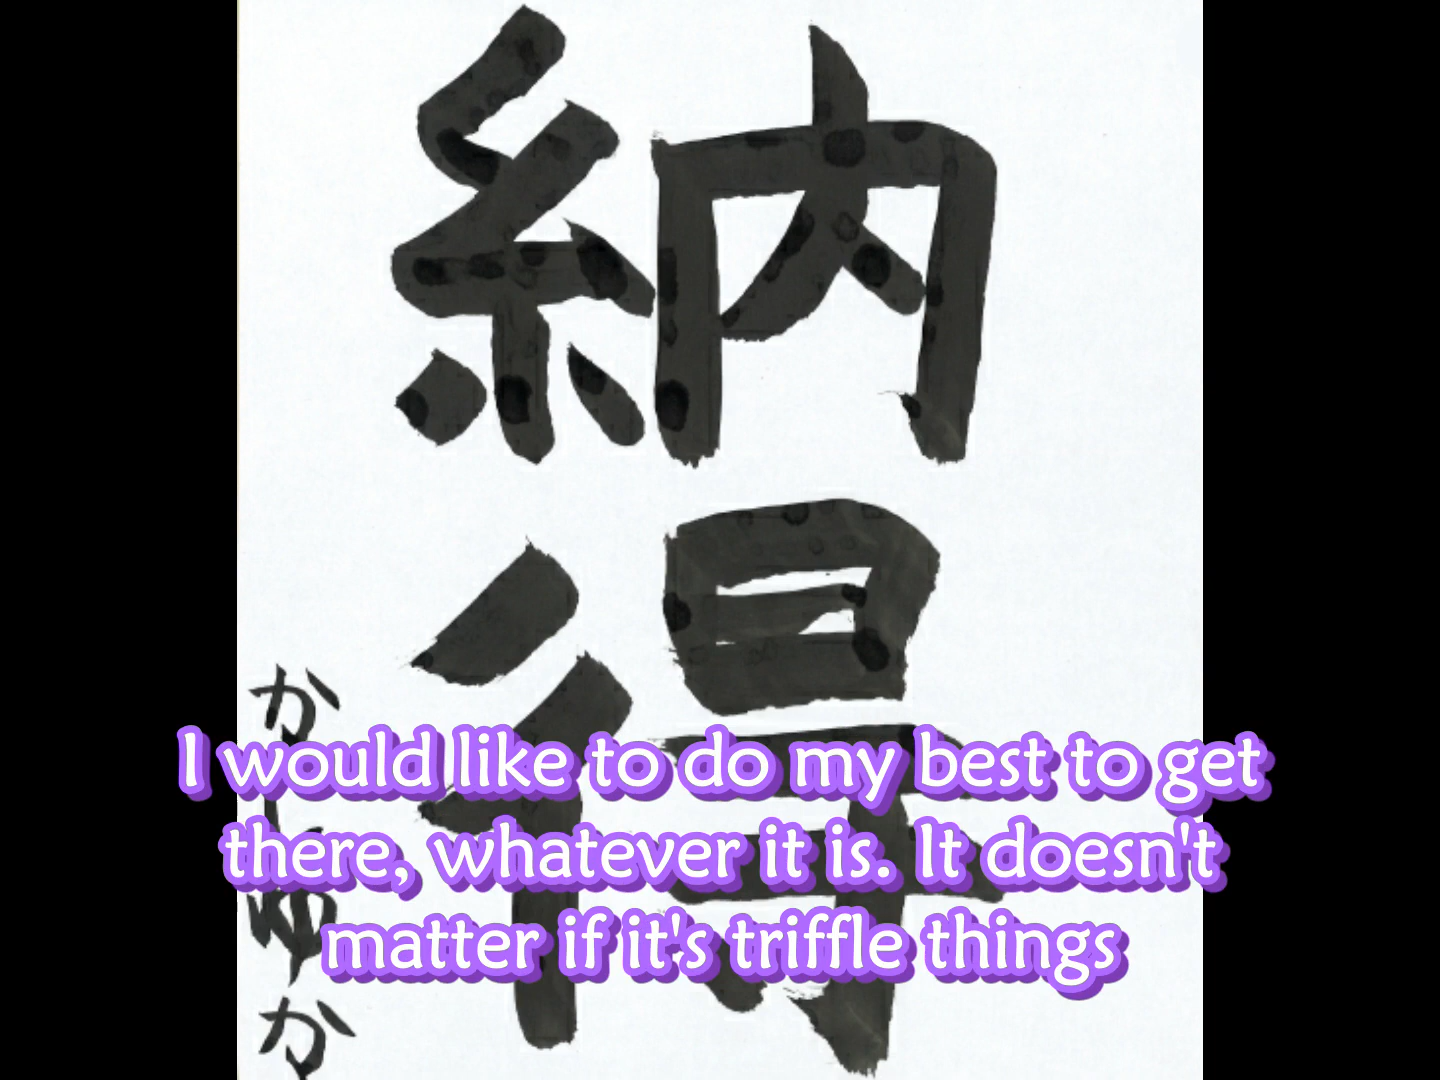 納得
かしゆか
I would like to do my best to get
there, whatever it is. It doesn't
matter if it's triffle things